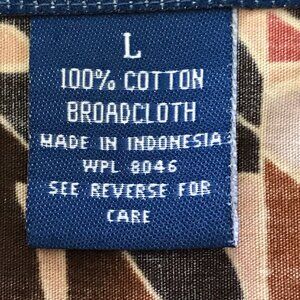 L
100% COTTON
BROADCLOTH
MADE IN INDONESIA
WPL 8046
SEE REVERSE FOR
CARE